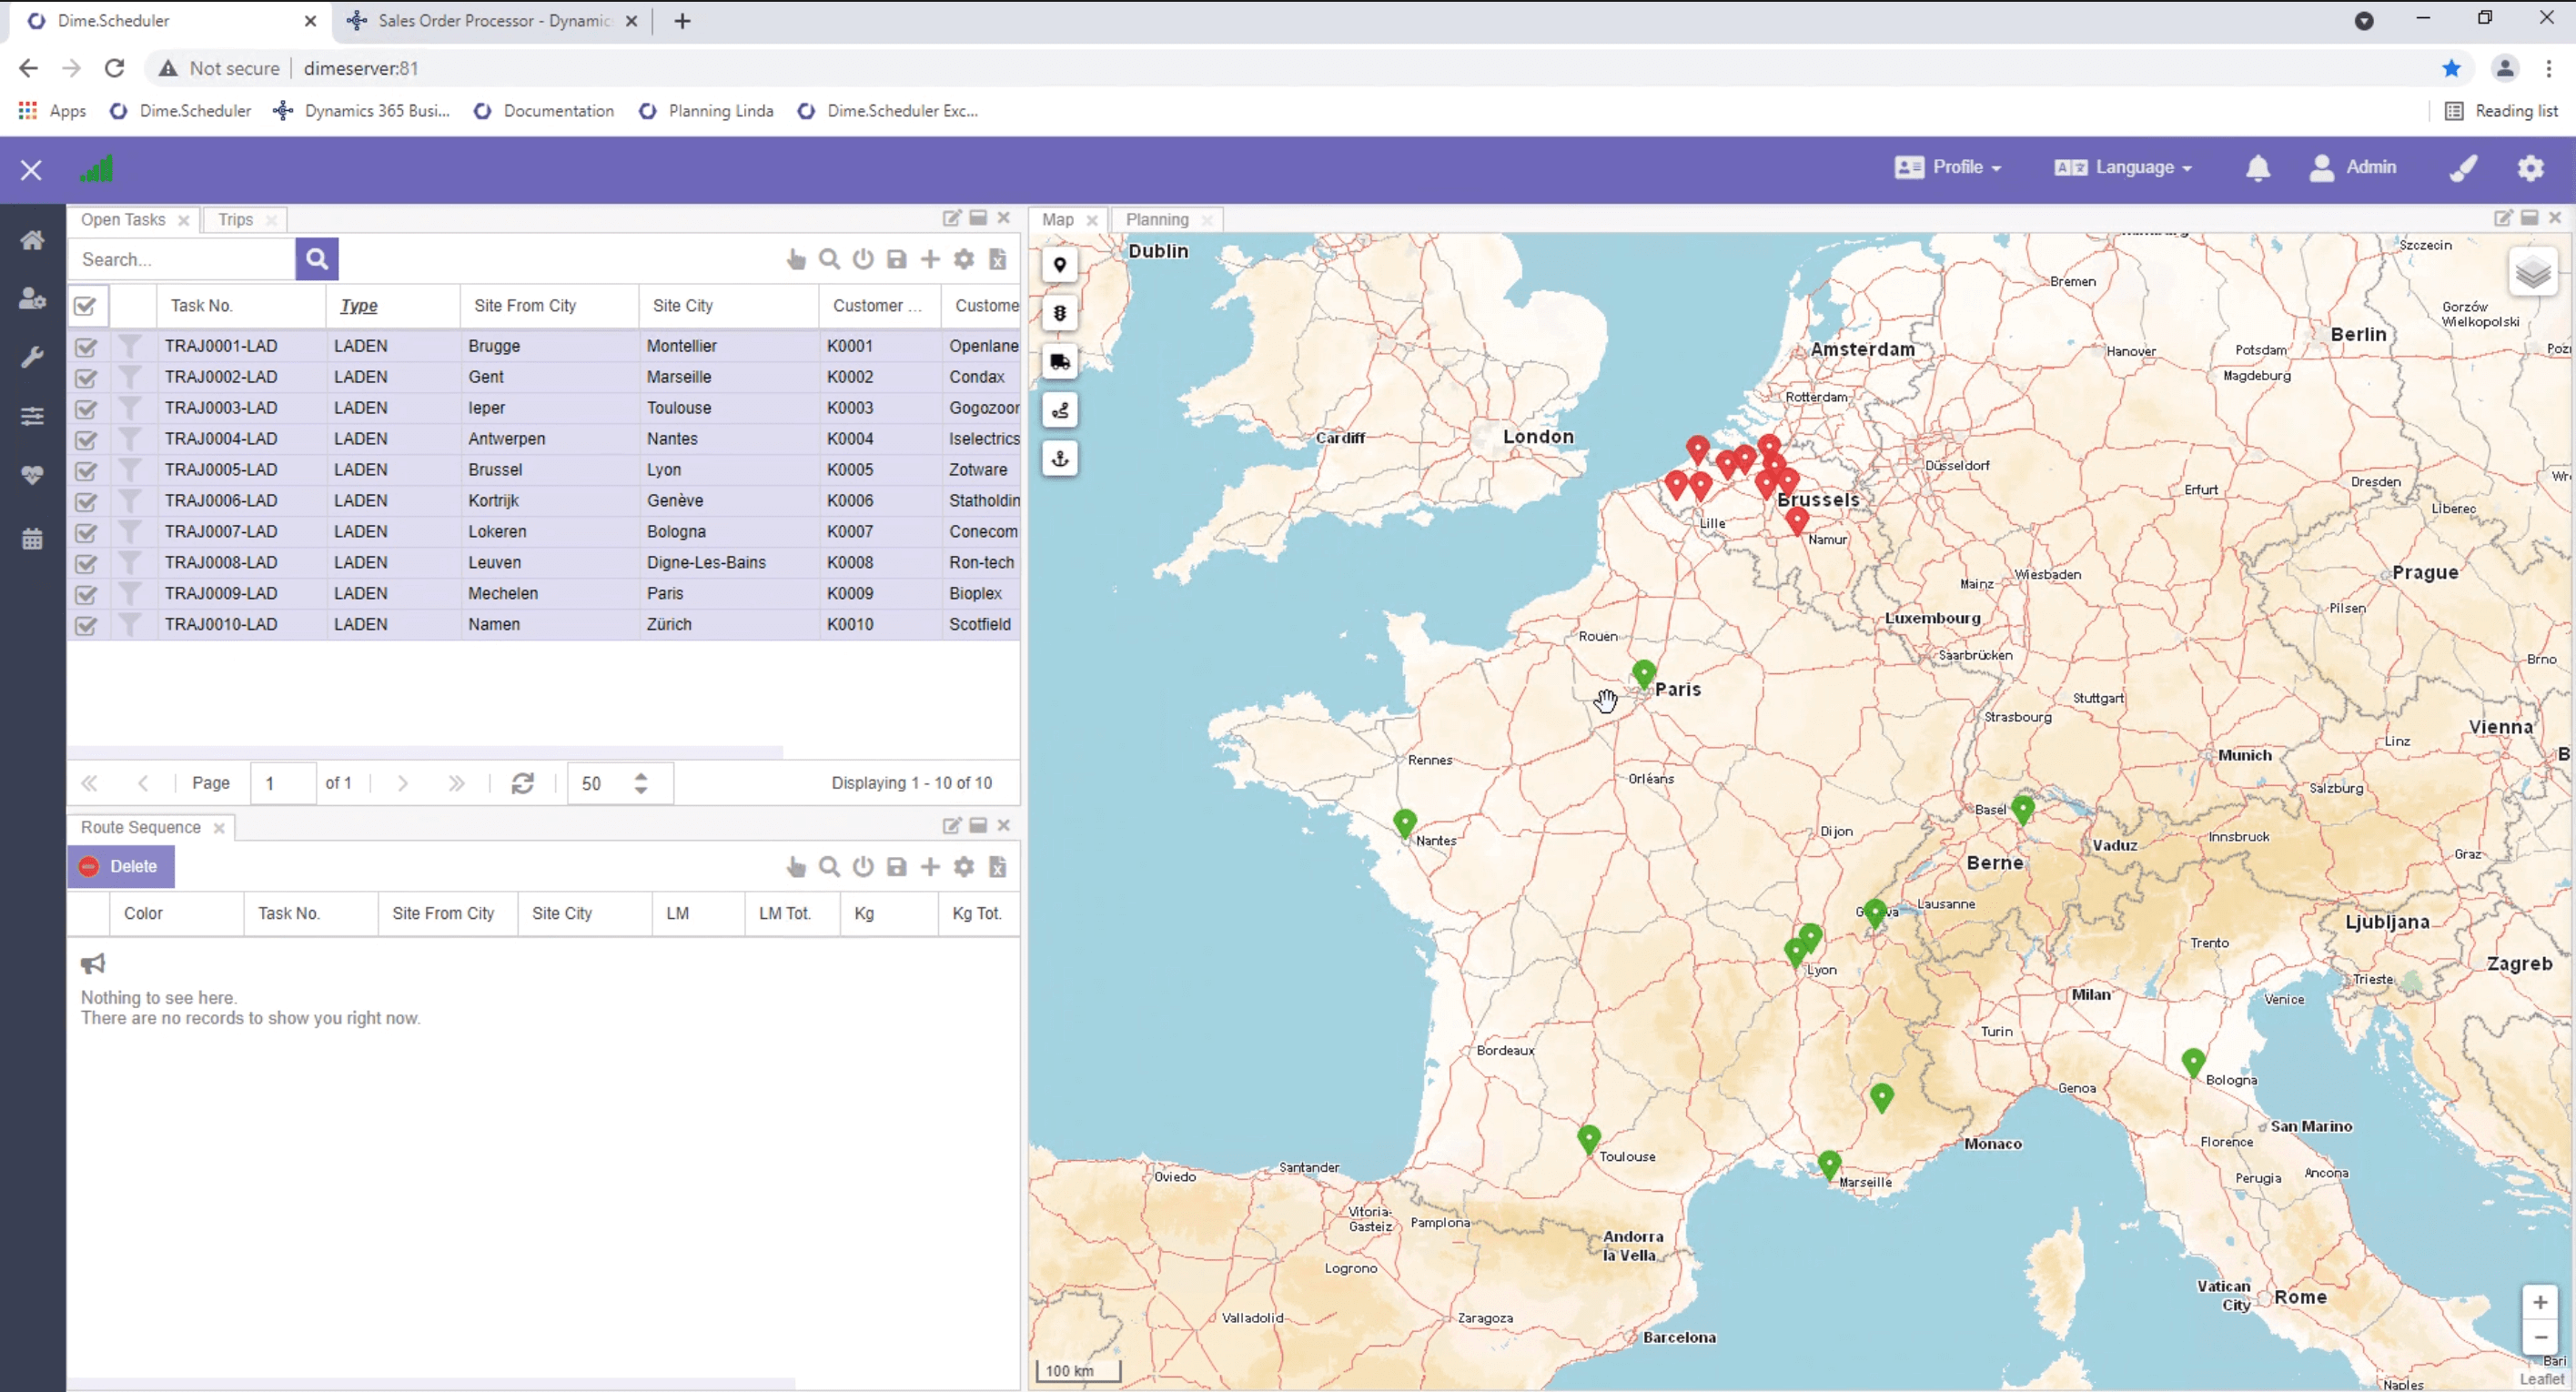 Dime.Scheduler
Sales Order Processor - Dynamic
Not secure
dimeserver:81
Apps
Dime.Scheduler
Dynamics 365 Busi...
Documentation
Planning Linda
Dime.Scheduler Exc...
Reading list
Profile
Language
Admin
Open Tasks
Trips
Search...
Task No. Type Site From City Site City Customer ... Custome
TRAJ0001-LAD LADEN Brugge Montellier K0001 Openlane
TRAJ0002-LAD LADEN Gent Marseille K0002 Condax
TRAJ0003-LAD LADEN Ieper Toulouse K0003 Gogozoon
TRAJ0004-LAD LADEN Antwerpen Nantes K0004 Iselectrics
TRAJ0005-LAD LADEN Brussel Lyon K0005 Zotware
TRAJ0006-LAD LADEN Kortrijk Genève K0006 Statholdin
TRAJ0007-LAD LADEN Lokeren Bologna K0007 Conecom
TRAJ0008-LAD LADEN Leuven Digne-Les-Bains K0008 Ron-tech
TRAJ0009-LAD LADEN Mechelen Paris K0009 Bioplex
TRAJ0010-LAD LADEN Namen Zürich K0010 Scotfield
Page 1 of 1 50 Displaying 1 - 10 of 10
Route Sequence
Delete
Color Task No. Site From City Site City LM LM Tot. Kg Kg Tot.
Nothing to see here.
There are no records to show you right now.
Map
Planning
Dublin
Szczecin
Bremen
Gorzów
Wielkopolski
Berlin
Amsterdam
Hanover
Potsdam
Poz
Magdeburg
Rotterdam
Cardiff
London
Düsseldorf
Wr
Dresden
Erfurt
Brussels
Liberec
Lille
Namur
Prague
Wiesbaden
Mainz
Pilsen
Luxembourg
Rouen
Saarbrücken
Brno
Paris
Stuttgart
Strasbourg
Vienna
Linz
B
Munich
Rennes
Orléans
Salzburg
Basel
Dijon
Innsbruck
Nantes
Vaduz
Graz
Berne
Lausanne
Geneva
Ljubljana
Trento
Zagreb
Lyon
Trieste
Milan
Venice
Turin
Bordeaux
Bologna
Genoa
San Marino
Florence
Monaco
Toulouse
Santander
Ancona
Oviedo
Perugia
Marseille
Vitoria-
Gasteiz
Pamplona
Andorra
la Vella
Logrono
Vatican
City
Rome
Valladolid
Zaragoza
Barcelona
100 km
Bari
Leaflet
Naples